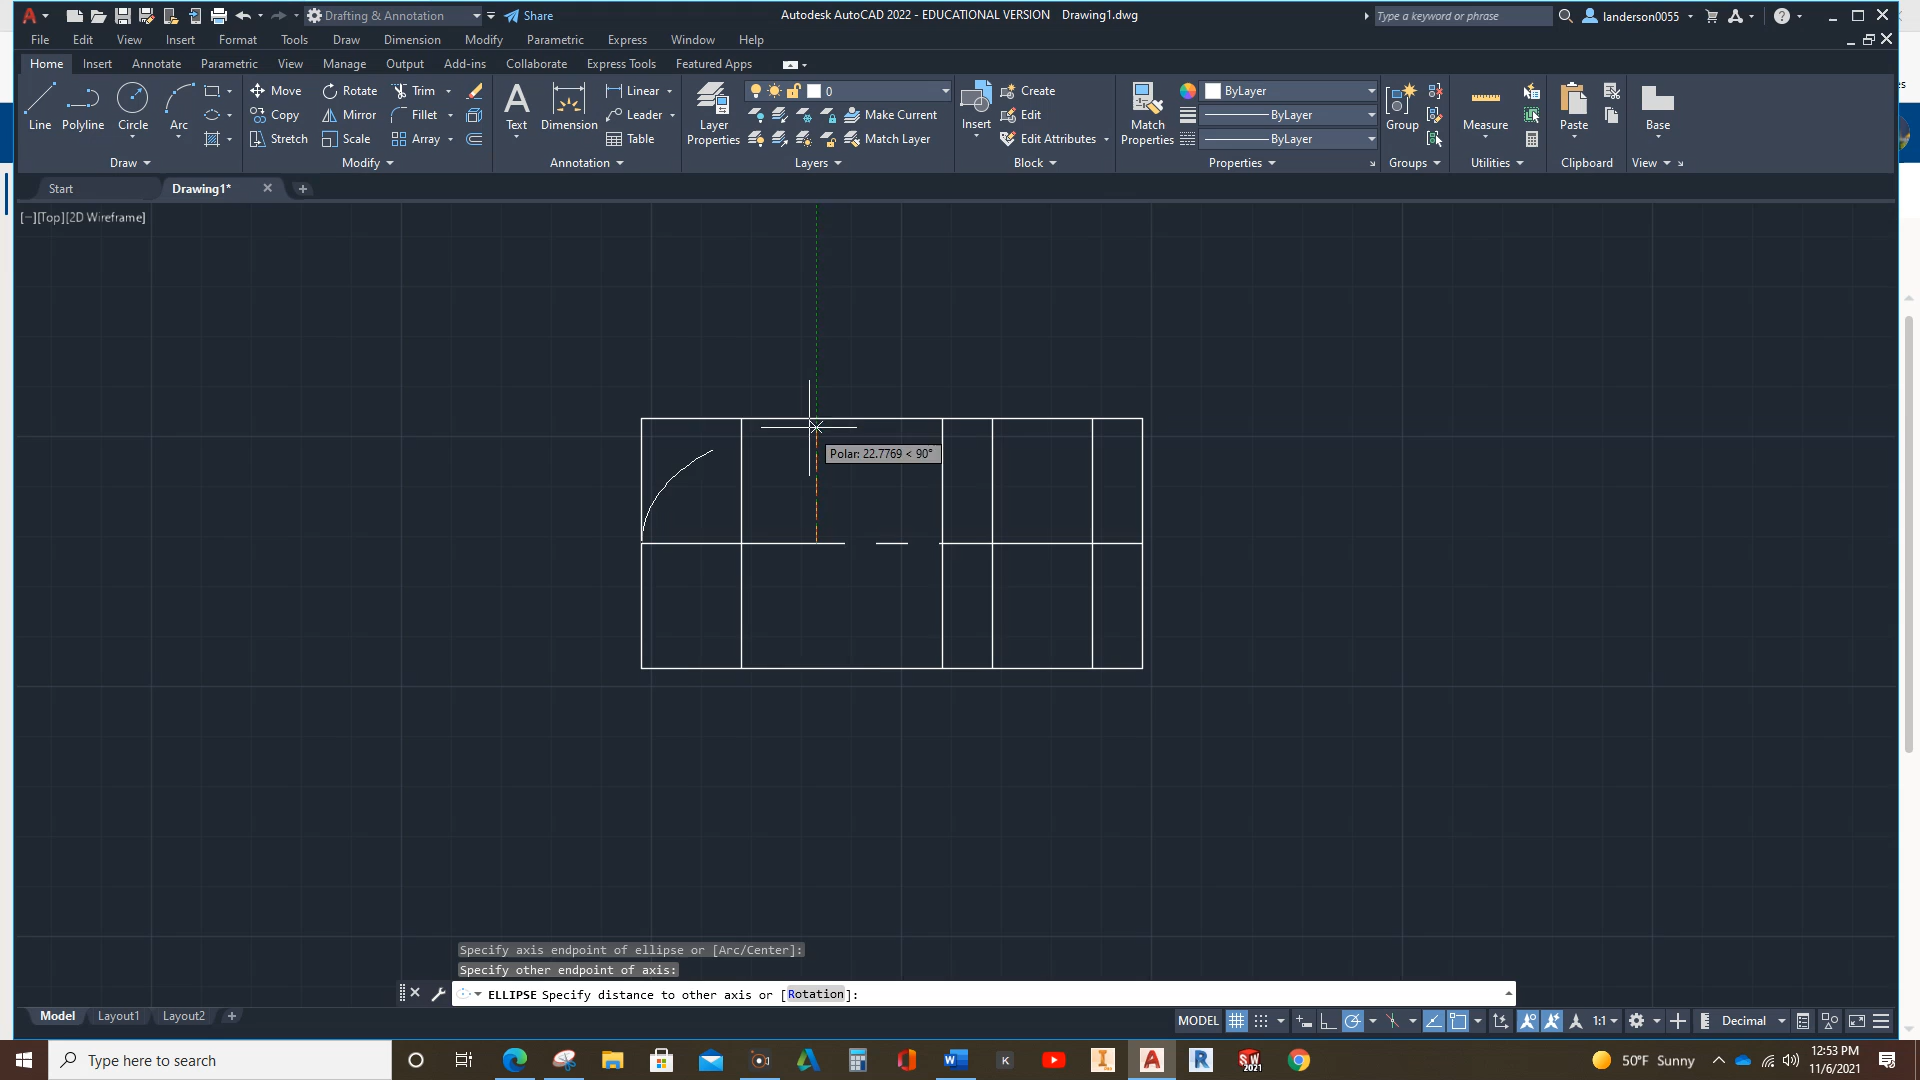 Drafting & Annotation
Share
Autodesk AutoCAD 2022 - EDUCATIONAL VERSION Drawing1.dwg
Type a keyword or phrase
landerson0055
File Edit View Insert Format Tools Draw Dimension Modify Parametric Express Window Help
Home Insert Annotate Parametric View Manage Output Add-ins Collaborate Express Tools Featured Apps
Line Polyline Circle Arc
Move Rotate Trim
Copy Mirror Fillet
Stretch Scale Array
Text Dimension
Linear
Leader
Table
Layer Properties
0
Make Current
Match Layer
Insert
Create
Edit
Edit Attributes
Match Properties
ByLayer
ByLayer
ByLayer
Group Measure Paste Base
Draw Modify Annotation Layers Block Properties Groups Utilities Clipboard View
Start Drawing1*
[−][Top][2D Wireframe]
Polar: 22.7769 < 90°
Specify axis endpoint of ellipse or [Arc/Center]:
Specify other endpoint of axis:
ELLIPSE Specify distance to other axis or [Rotation]:
Model Layout1 Layout2
MODEL 1:1 Decimal
Type here to search
K
SW
2021
50°F Sunny
12:53 PM
11/6/2021